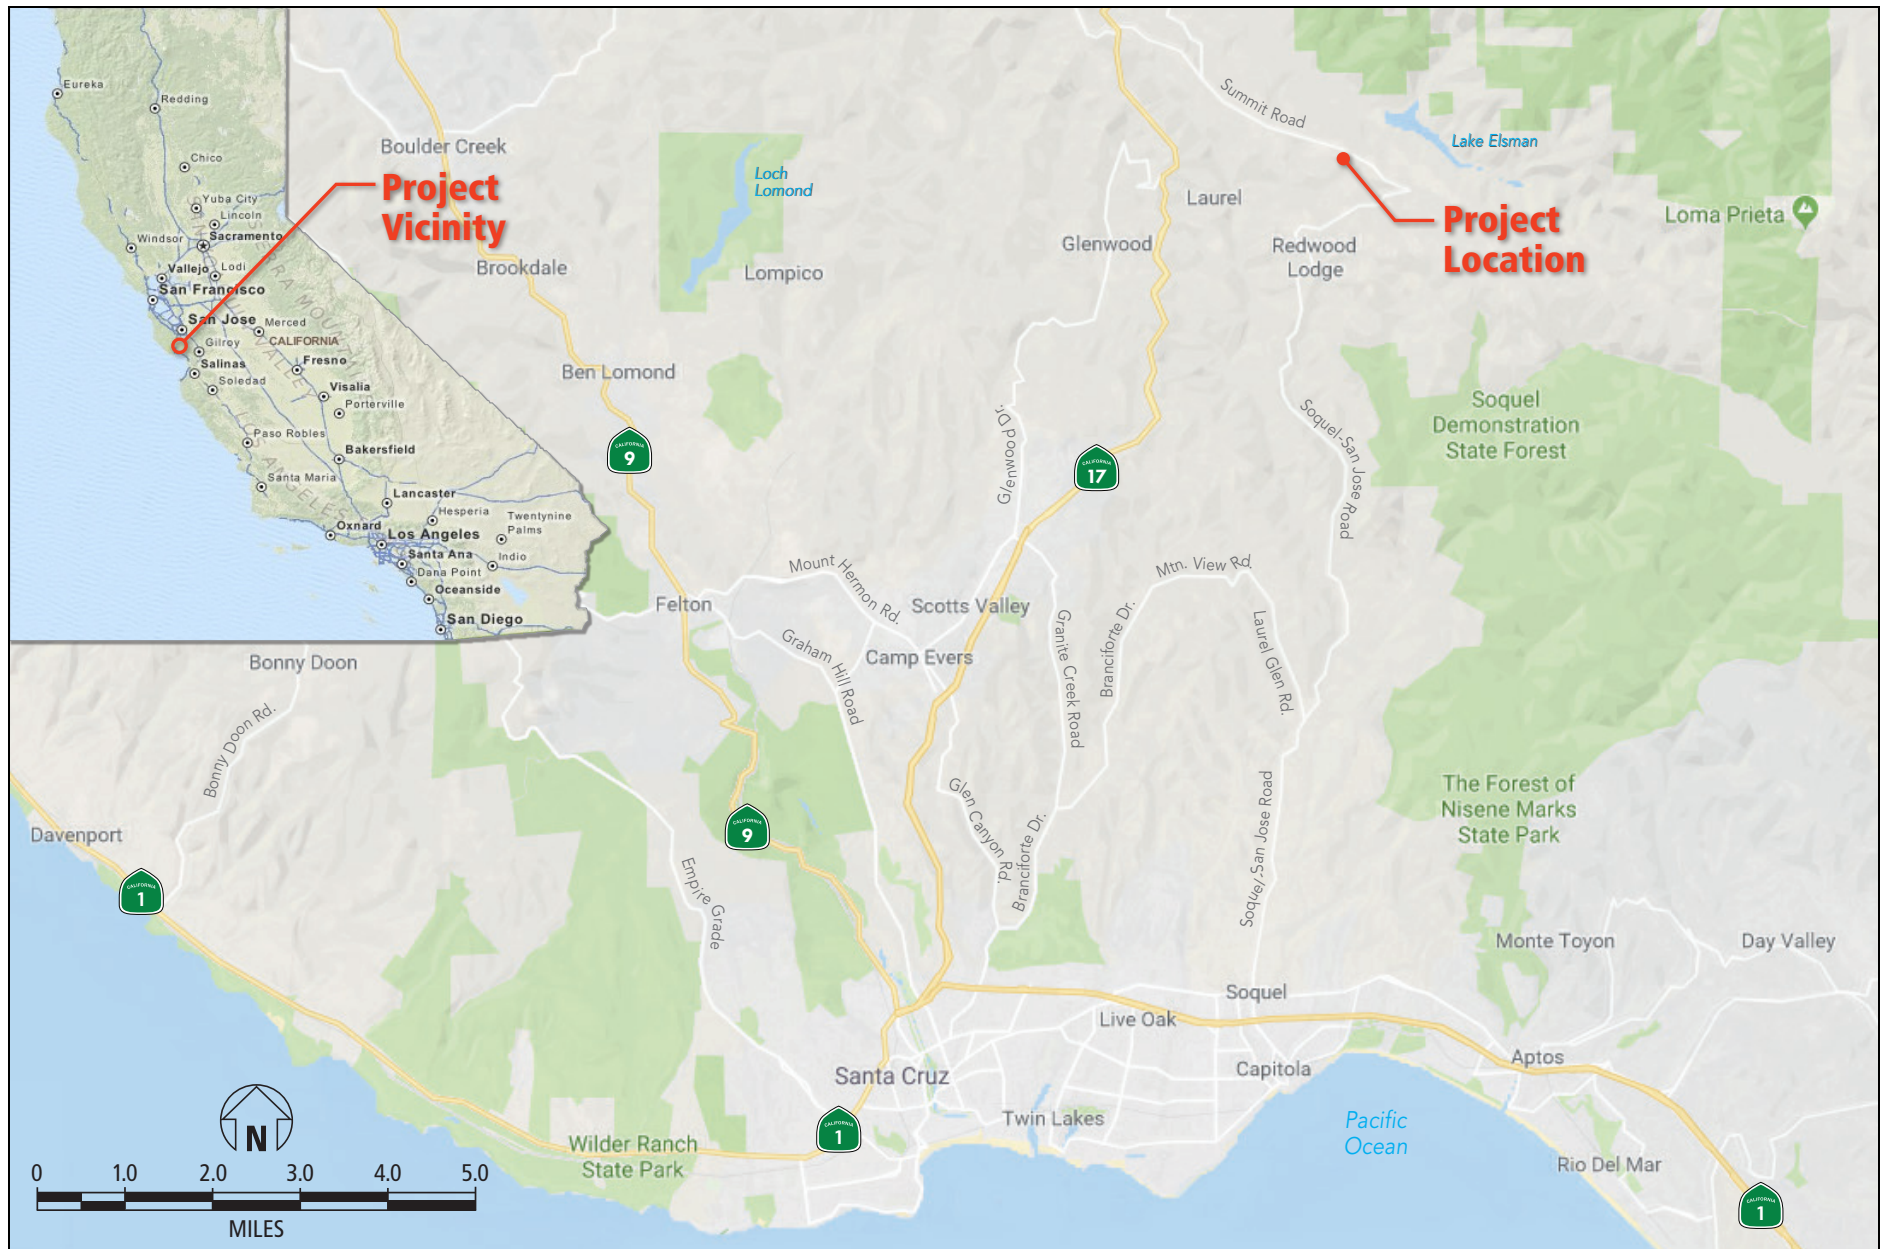 Eureka
Redding
Chico
Yuba City
Lincoln
Windsor
Sacramento
Vallejo
Lodi
San Francisco
San Jose
Merced
Gilroy
CALIFORNIA
Salinas
Fresno
Soledad
Visalia
Porterville
Paso Robles
Bakersfield
Santa Maria
Lancaster
Hesperia
Twentynine
Palms
Oxnard
Los Angeles
Santa Ana
Indio
Dana Point
Oceanside
San Diego
Project
Vicinity
Boulder Creek
Loch
Lomond
Brookdale
Lompico
Ben Lomond
Summit Road
Lake Elsman
Laurel
Project
Location
Loma Prieta
Glenwood
Redwood
Lodge
Glenwood Dr.
CALIFORNIA
9
CALIFORNIA
17
Soquel-San Jose Road
Soquel
Demonstration
State Forest
Mount Hermon Rd.
Mtn. View Rd.
Felton
Scotts Valley
Graham Hill Road
Camp Evers
Granite Creek Road
Branciforte Dr.
Laurel Glen Rd.
Bonny Doon
Bonny Doon Rd.
Davenport
CALIFORNIA
1
CALIFORNIA
9
Empire Grade
Glen Canyon Rd.
Branciforte Dr.
Soquel-San Jose Road
The Forest of
Nisene Marks
State Park
Monte Toyon
Day Valley
Soquel
Live Oak
Aptos
Capitola
Santa Cruz
Twin Lakes
Pacific
Ocean
CALIFORNIA
1
Wilder Ranch
State Park
Rio Del Mar
CALIFORNIA
1
N
0 1.0 2.0 3.0 4.0 5.0
MILES